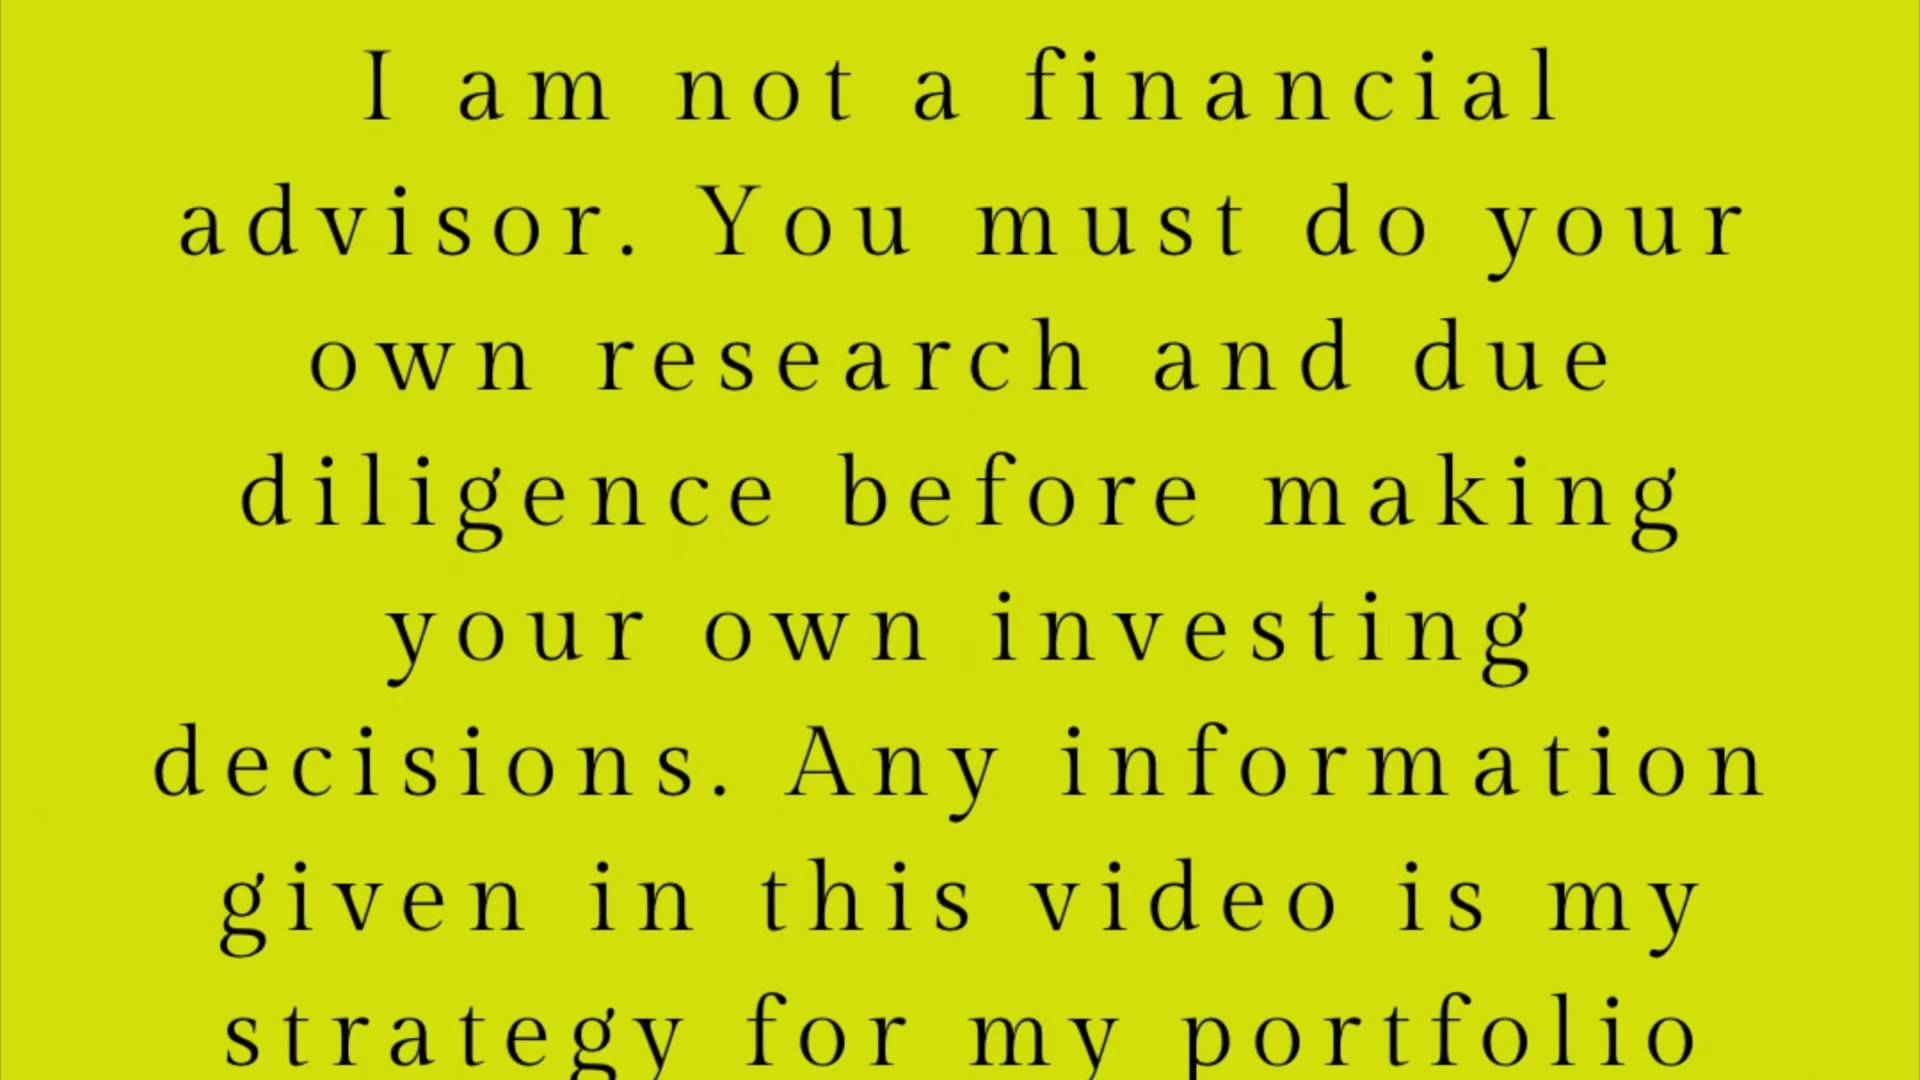 I am not a financial
advisor. You must do your
own research and due
diligence before making
your own investing
decisions. Any information
given in this video is my
strategy for my portfolio